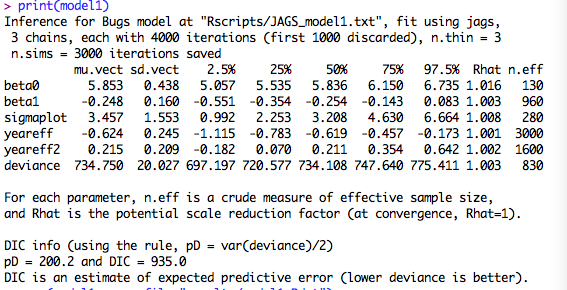 > print(model1)
Inference for Bugs model at "Rscripts/JAGS_model1.txt", fit using jags,
 3 chains, each with 4000 iterations (first 1000 discarded), n.thin = 3
 n.sims = 3000 iterations saved
          mu.vect sd.vect    2.5%     25%     50%     75%   97.5%  Rhat n.eff
beta0       5.853   0.438   5.057   5.535   5.836   6.150   6.735 1.016   130
beta1      -0.248   0.160  -0.551  -0.354  -0.254  -0.143   0.083 1.003   960
sigmaplot   3.457   1.553   0.992   2.253   3.208   4.630   6.664 1.008   280
yeareff    -0.624   0.245  -1.115  -0.783  -0.619  -0.457  -0.173 1.001  3000
yeareff2    0.215   0.209  -0.182   0.070   0.211   0.354   0.642 1.002  1600
deviance  734.750  20.027 697.197 720.577 734.108 747.640 775.411 1.003   830

For each parameter, n.eff is a crude measure of effective sample size,
and Rhat is the potential scale reduction factor (at convergence, Rhat=1).

DIC info (using the rule, pD = var(deviance)/2)
pD = 200.2 and DIC = 935.0
DIC is an estimate of expected predictive error (lower deviance is better).